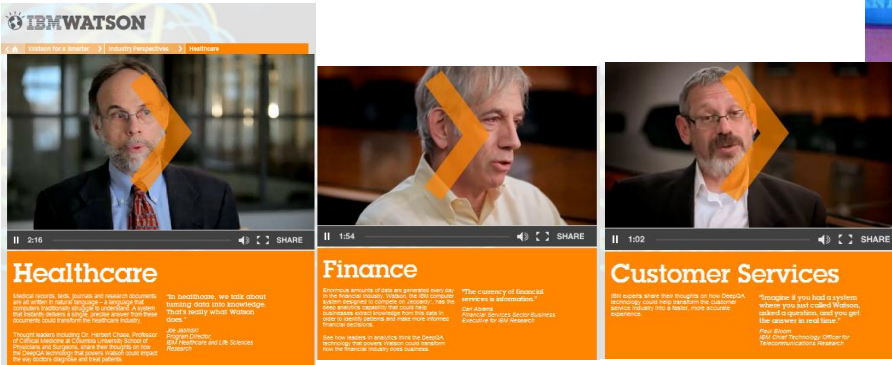 IBMWATSON
Watson for a Smarter > Industry Perspectives > Healthcare
2:16 SHARE
Healthcare
Medical records, texts, journals and research documents
are all written in natural language – a language that
computers traditionally struggle to understand. A system
that instantly delivers a single, precise answer from these
documents could transform the healthcare industry.
Thought leaders including Dr. Herbert Chase, Professor
of Clinical Medicine at Columbia University School of
Physicians and Surgeons, share their thoughts on how
the DeepQA technology that powers Watson could impact
the way doctors diagnose and treat patients.
"In healthcare, we talk about
turning data into knowledge.
That's really what Watson
does."
Program Director
IBM Healthcare and Life Sciences
Research
1:54 SHARE
Finance
Enormous amounts of data are generated every day
in the financial industry. Watson, the IBM computer
system designed to compete on Jeopardy!, has the
deep analytics capability that could help
businesses extract knowledge from this data in
order to identify patterns and make more informed
financial decisions.
See how leaders in analytics think the DeepQA
technology that powers Watson could transform
how the financial industry does business.
"The currency of financial
services is information."
Financial Services Sector Business
Executive for IBM Research
1:02 SHARE
Customer Services
IBM experts share their thoughts on how DeepQA
technology could help transform the customer
service industry into a faster, more accurate
experience.
"Imagine if you had a system
where you just called Watson,
asked a question, and you get
the answer in real time."
Paul Bloom
IBM Chief Technology Officer for
Telecommunications Research